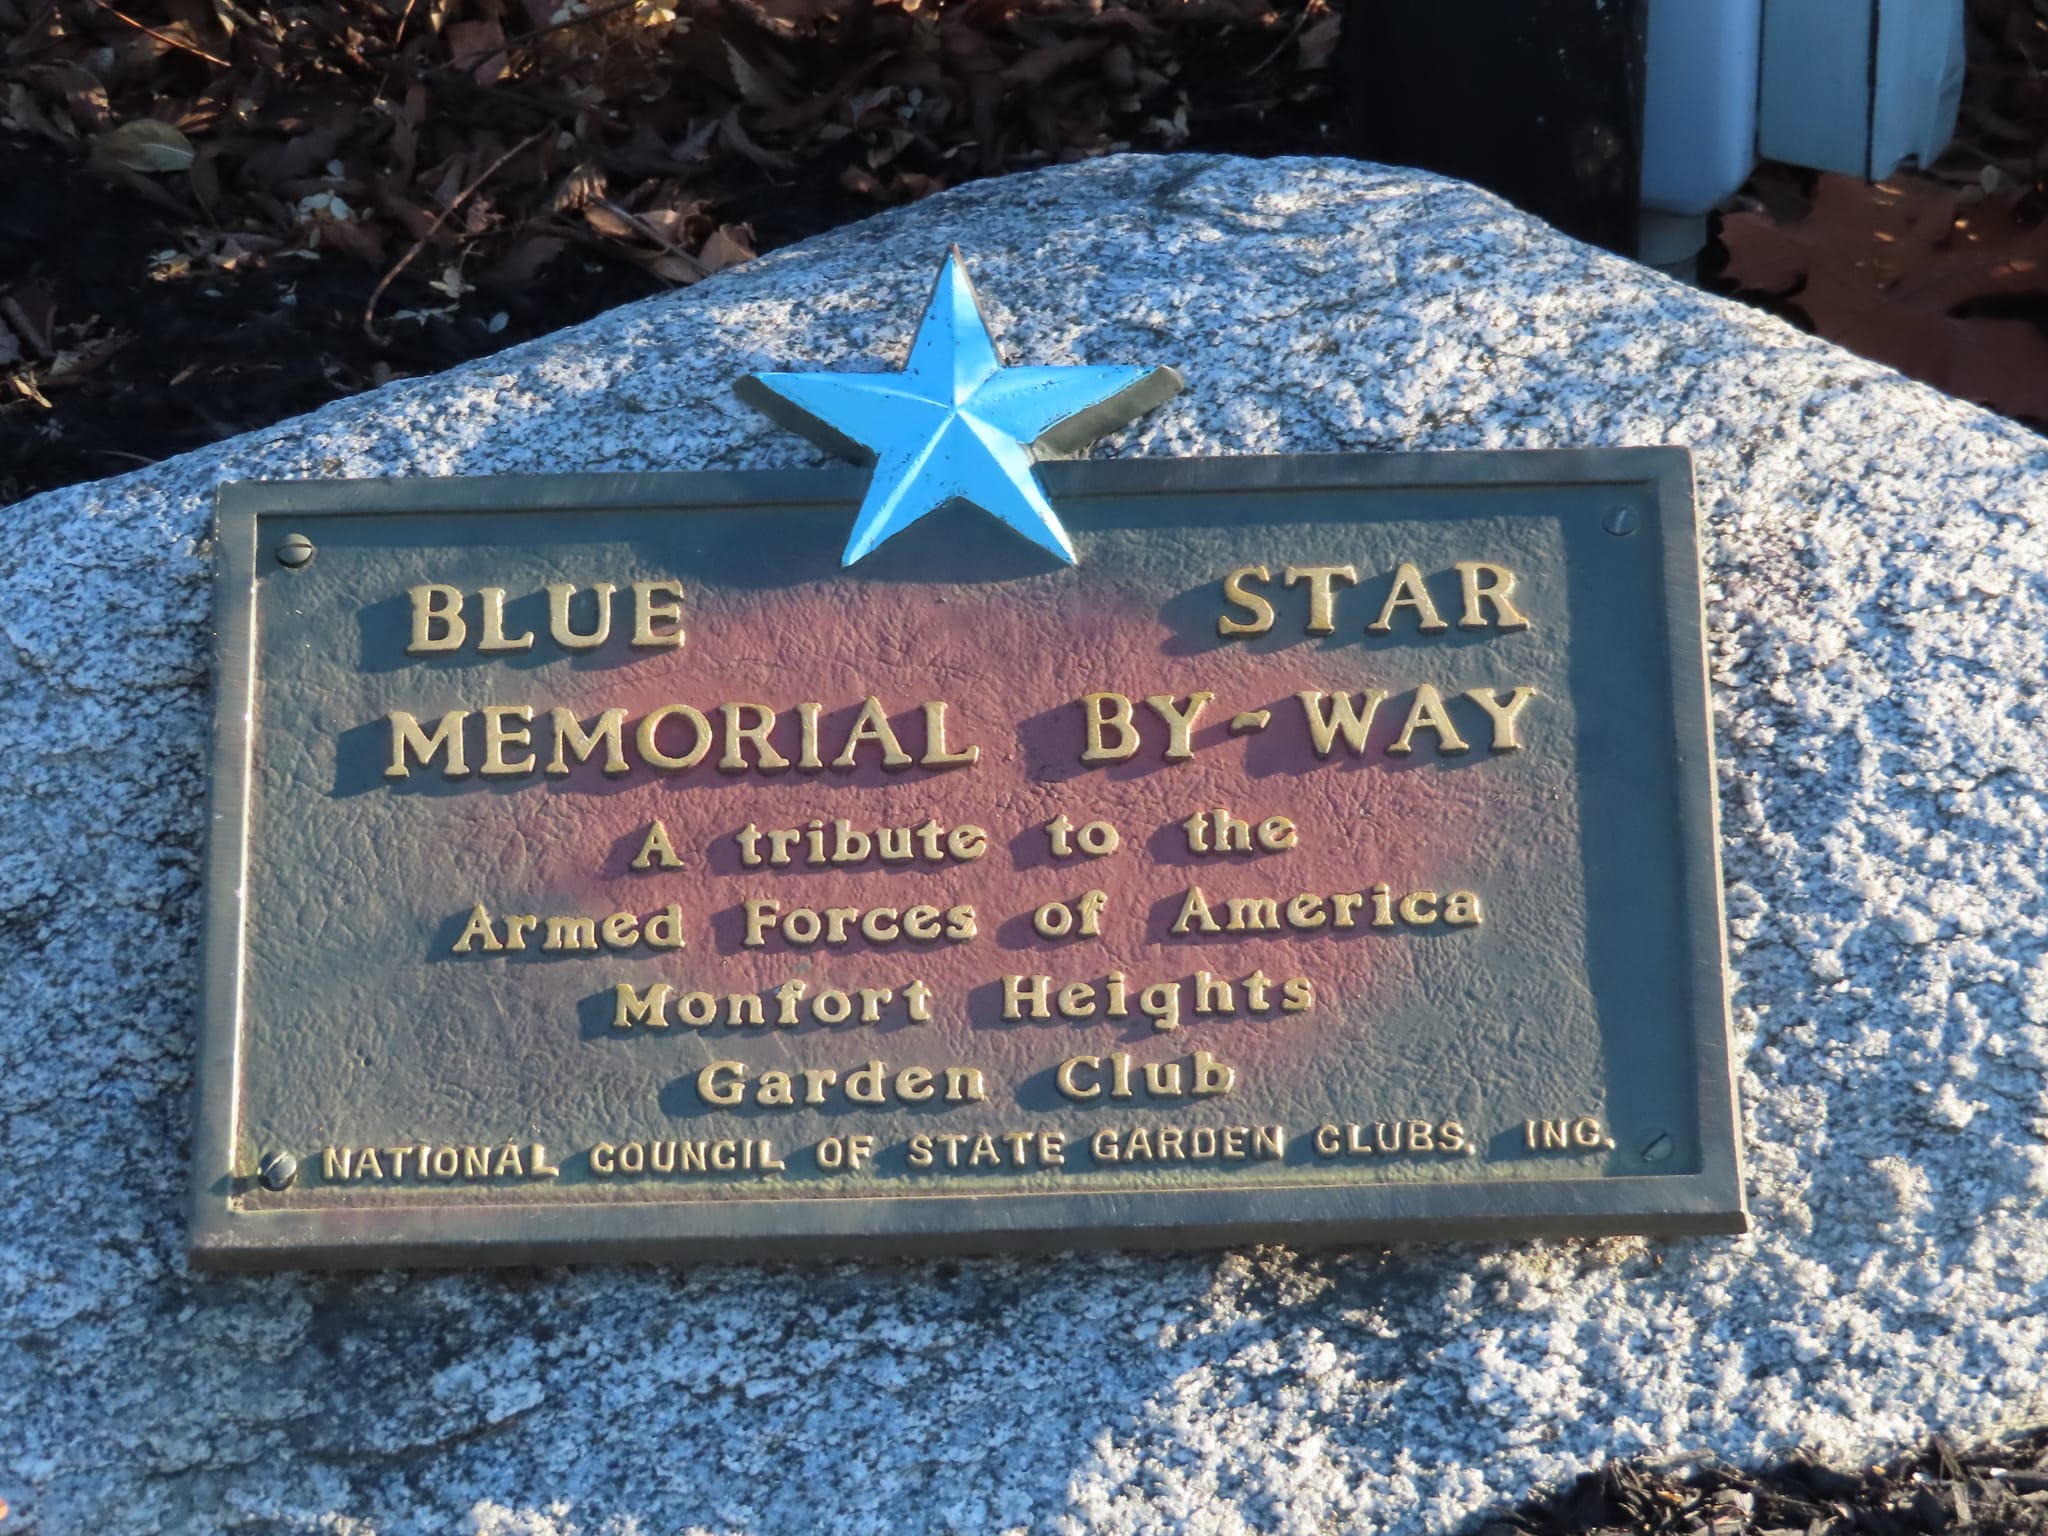 BLUE STAR
MEMORIAL BY-WAY
A tribute to the
Armed Forces of America
Monfort Heights
Garden Club
NATIONAL COUNCIL OF STATE GARDEN CLUBS, INC.